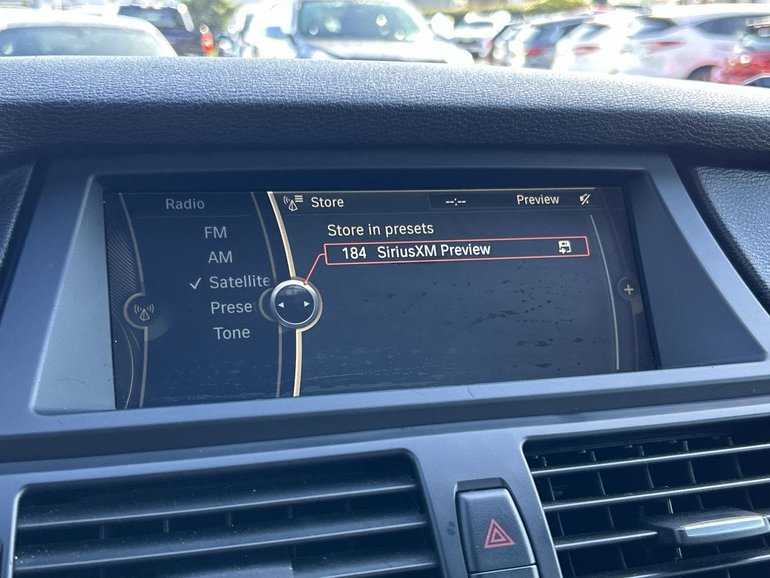 Radio
FM
AM
✓ Satellite
Prese
Tone
Store --:-- Preview
Store in presets
184 SiriusXM Preview
+